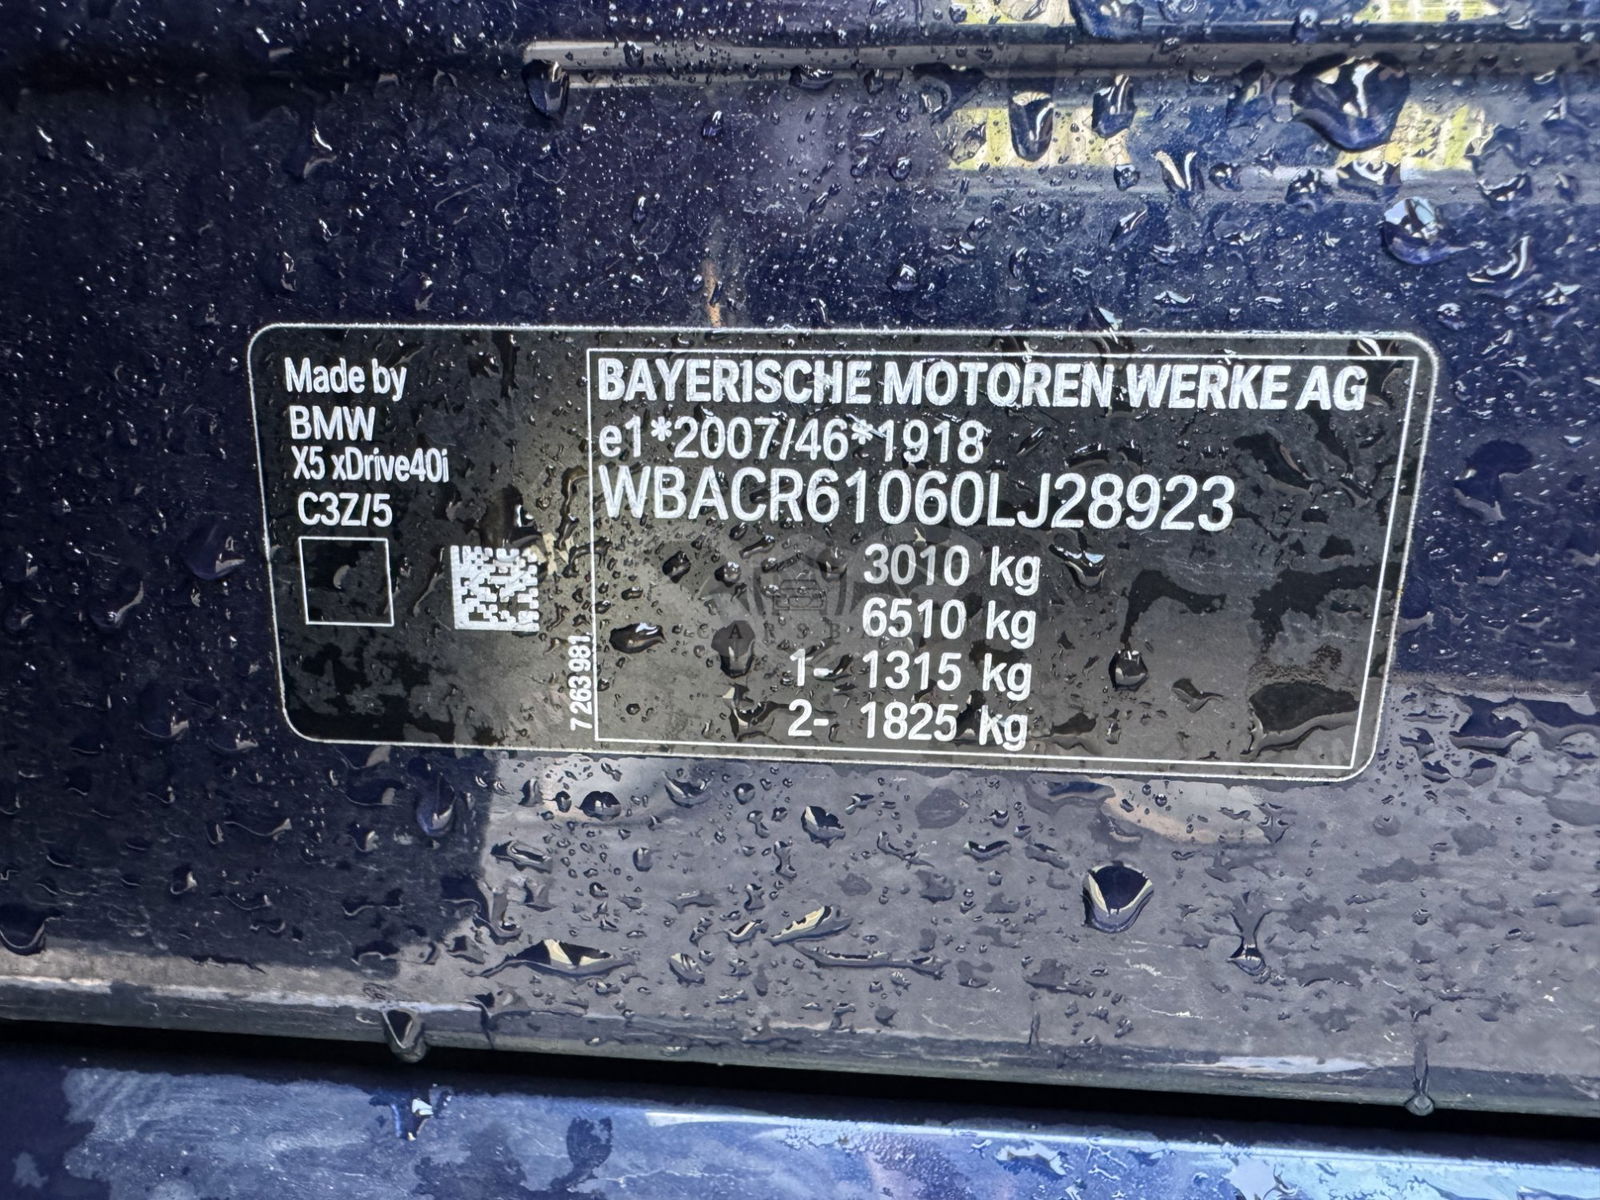 Made by
BMW
X5 xDrive40i
C3Z/5
7 263 981
BAYERISCHE MOTOREN WERKE AG
e1*2007/46*1918
WBACR61060LJ28923
3010 kg
6510 kg
1- 1315 kg
2- 1825 kg